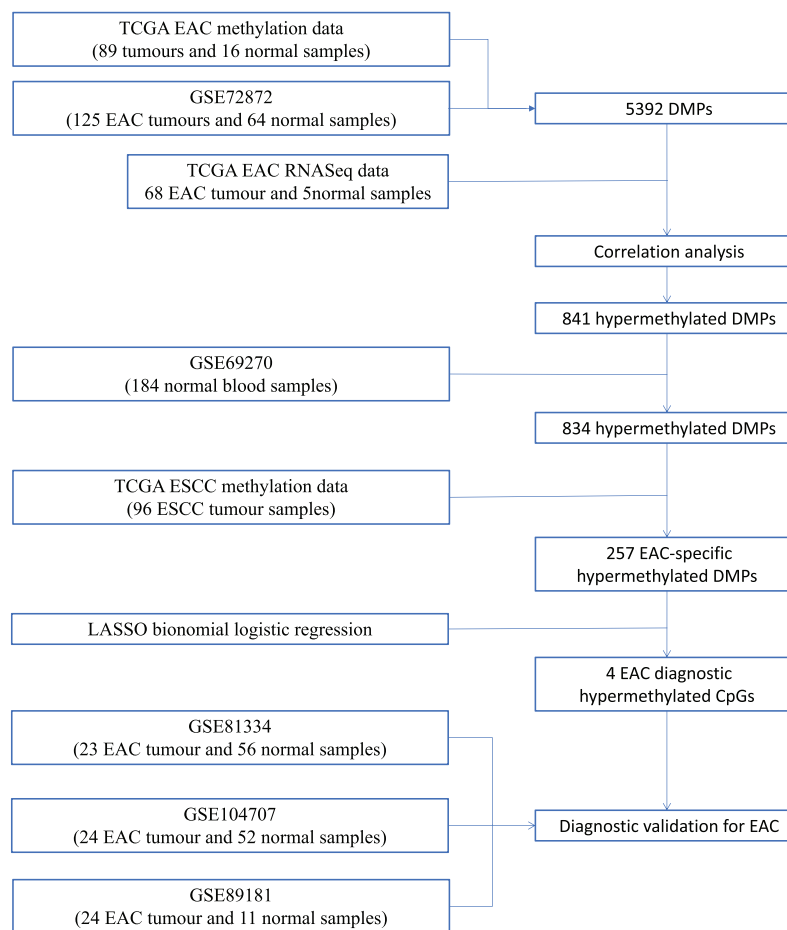 TCGA EAC methylation data
(89 tumours and 16 normal samples)
GSE72872
(125 EAC tumours and 64 normal samples)
5392 DMPs
TCGA EAC RNASeq data
68 EAC tumour and 5normal samples
Correlation analysis
841 hypermethylated DMPs
GSE69270
(184 normal blood samples)
834 hypermethylated DMPs
TCGA ESCC methylation data
(96 ESCC tumour samples)
257 EAC-specific
hypermethylated DMPs
LASSO bionomial logistic regression
4 EAC diagnostic
hypermethylated CpGs
GSE81334
(23 EAC tumour and 56 normal samples)
GSE104707
(24 EAC tumour and 52 normal samples)
Diagnostic validation for EAC
GSE89181
(24 EAC tumour and 11 normal samples)